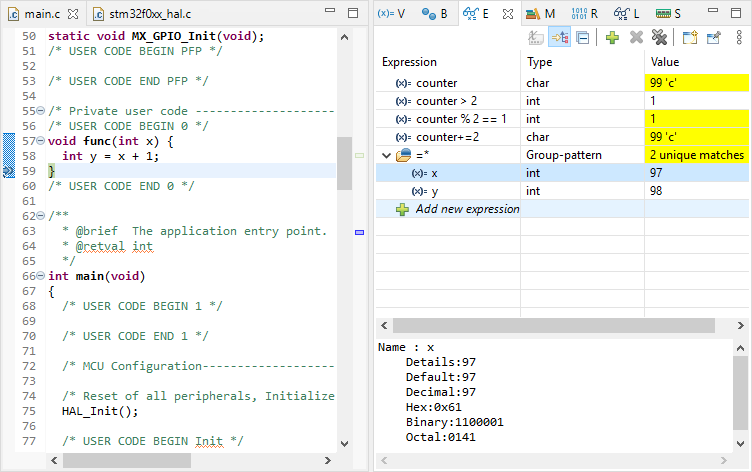 main.c
stm32f0xx_hal.c
50 static void MX_GPIO_Init(void);
51 /* USER CODE BEGIN PFP */
52
53 /* USER CODE END PFP */
54
55 /* Private user code --------------------
56 /* USER CODE BEGIN 0 */
57 void func(int x) {
58 int y = x + 1;
59 }
60 /* USER CODE END 0 */
61
62 /**
63 * @brief The application entry point.
64 * @retval int
65 */
66 int main(void)
67 {
68 /* USER CODE BEGIN 1 */
69
70 /* USER CODE END 1 */
71
72 /* MCU Configuration-------------------
73
74 /* Reset of all peripherals, Initialize
75 HAL_Init();
76
77 /* USER CODE BEGIN Init */
(x)= V
B
E
M
1010 0101 R
L
S
Expression Type Value
(x)= counter char 99 'c'
(x)= counter > 2 int 1
(x)= counter % 2 == 1 int 1
(x)= counter+=2 char 99 'c'
=* Group-pattern 2 unique matches
(x)= x int 97
(x)= y int 98
Add new expression
Name : x
Details:97
Default:97
Decimal:97
Hex:0x61
Binary:1100001
Octal:0141